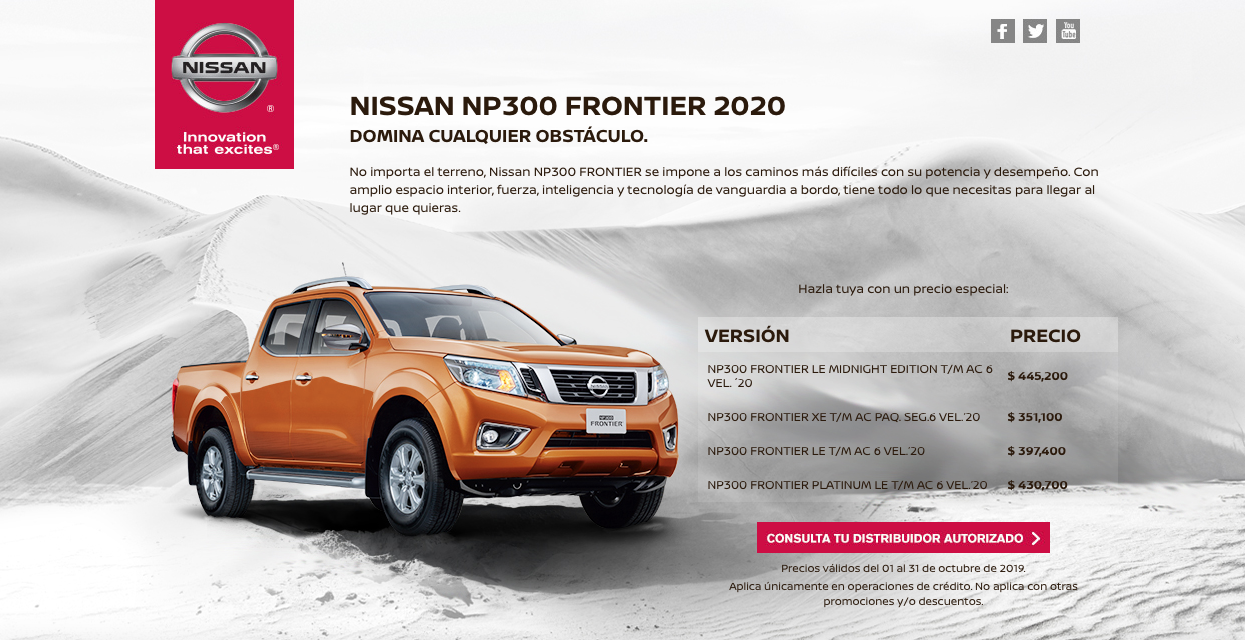 NISSAN
®
Innovation
that excites®
You
Tube
NISSAN NP300 FRONTIER 2020
DOMINA CUALQUIER OBSTÁCULO.
No importa el terreno, Nissan NP300 FRONTIER se impone a los caminos más difíciles con su potencia y desempeño. Con
amplio espacio interior, fuerza, inteligencia y tecnología de vanguardia a bordo, tiene todo lo que necesitas para llegar al
lugar que quieras.
Hazla tuya con un precio especial:
VERSIÓN PRECIO
NP300 FRONTIER LE MIDNIGHT EDITION T/M AC 6
VEL. ´20 $ 445,200
NP300 FRONTIER XE T/M AC PAQ. SEG.6 VEL.´20 $ 351,100
NP300 FRONTIER LE T/M AC 6 VEL.´20 $ 397,400
NP300 FRONTIER PLATINUM LE T/M AC 6 VEL.´20 $ 430,700
NISSAN
NP300
FRONTIER
CONSULTA TU DISTRIBUIDOR AUTORIZADO
Precios válidos del 01 al 31 de octubre de 2019.
Aplica únicamente en operaciones de crédito. No aplica con otras
promociones y/o descuentos.